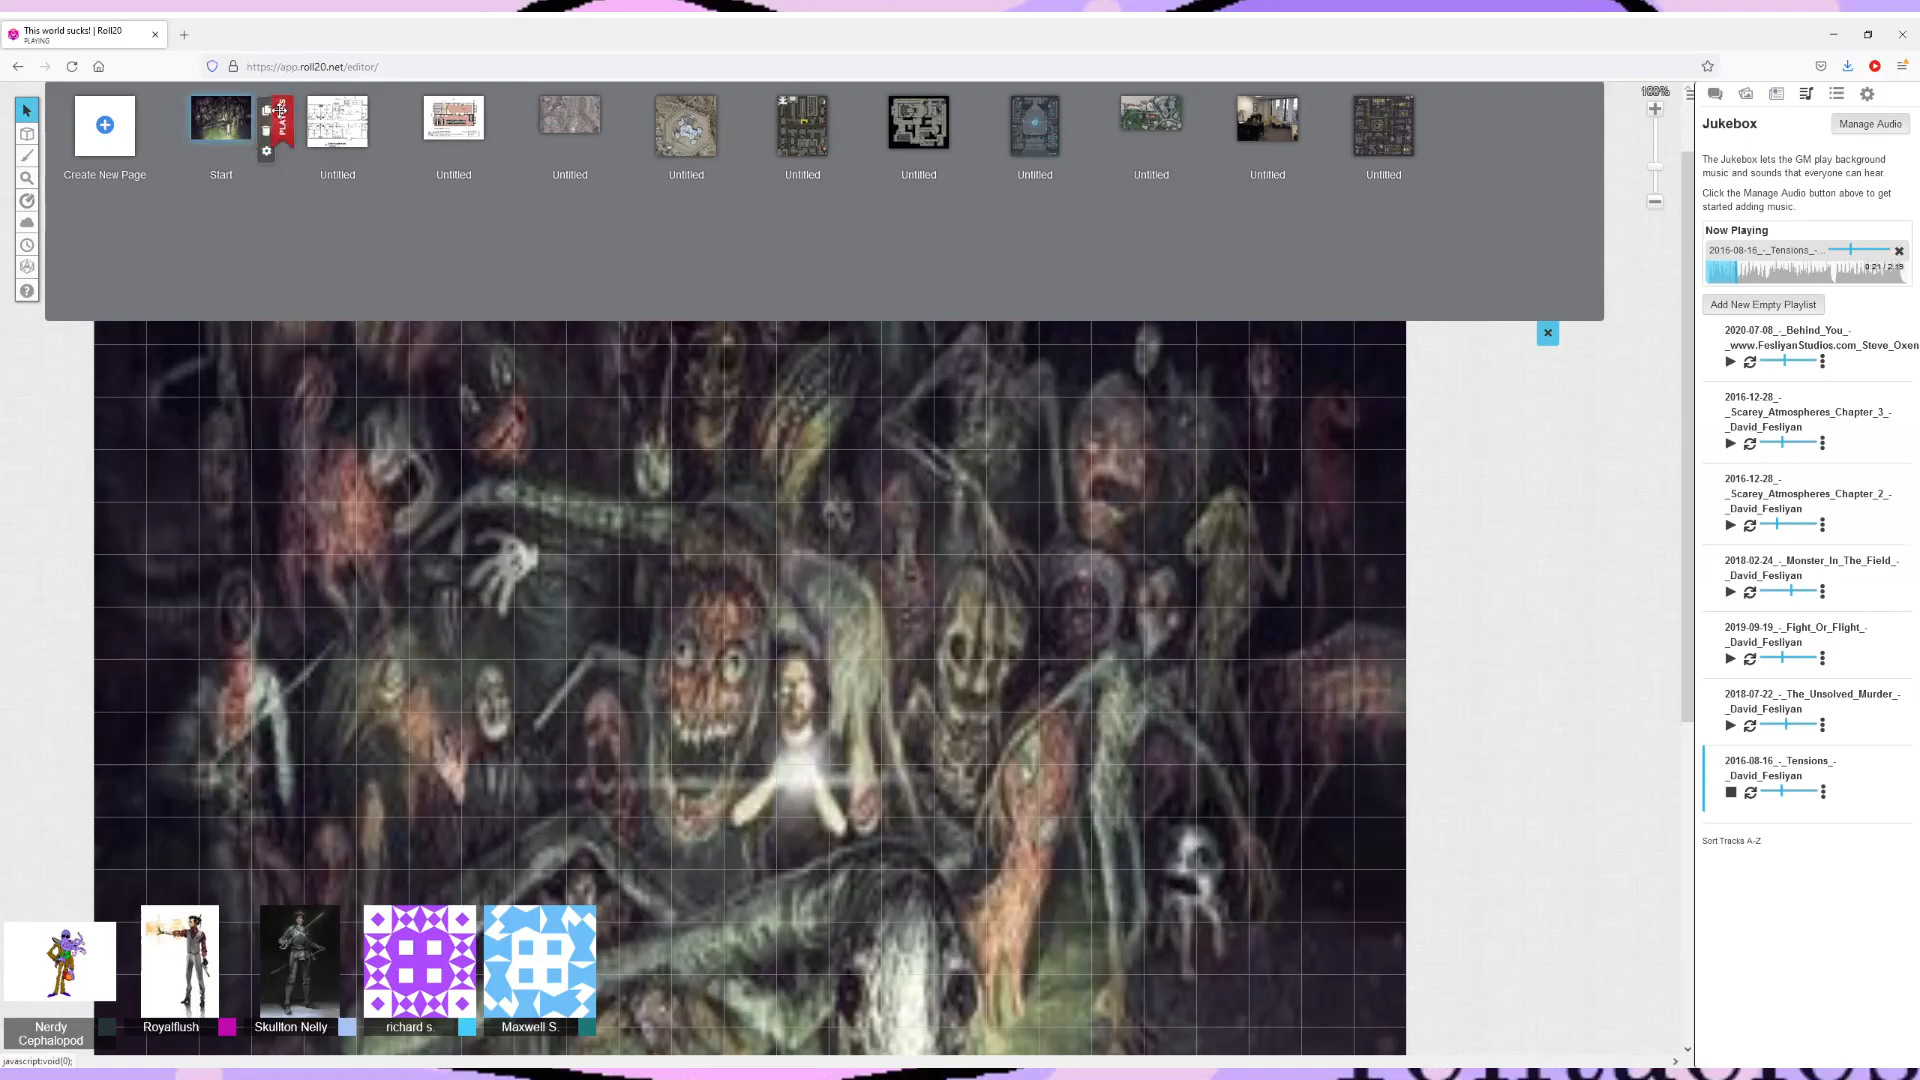 This world sucks! | Roll20
PLAYING
https://app.roll20.net/editor/
Create New Page
Start
Untitled
Untitled
Untitled
Untitled
Untitled
Untitled
Untitled
Untitled
Untitled
Untitled
100%
Jukebox
Manage Audio
The Jukebox lets the GM play background
music and sounds that everyone can hear.
Click the Manage Audio button above to get
started adding music.
Now Playing
2016-08-16_-_Tensions_-...
0:21 / 2:19
Add New Empty Playlist
2020-07-08_-_Behind_You_-
_www.FesliyanStudios.com_Steve_Oxen
2016-12-28_-
_Scarey_Atmospheres_Chapter_3_-
_David_Fesliyan
2016-12-28_-
_Scarey_Atmospheres_Chapter_2_-
_David_Fesliyan
2018-02-24_-_Monster_In_The_Field_-
_David_Fesliyan
2019-09-19_-_Fight_Or_Flight_-
_David_Fesliyan
2018-07-22_-_The_Unsolved_Murder_-
_David_Fesliyan
2016-08-16_-_Tensions_-
_David_Fesliyan
Sort Tracks A-Z
Nerdy
Cephalopod
Royalflush
Skullton Nelly
richard s.
Maxwell S.
javascript:void(0);